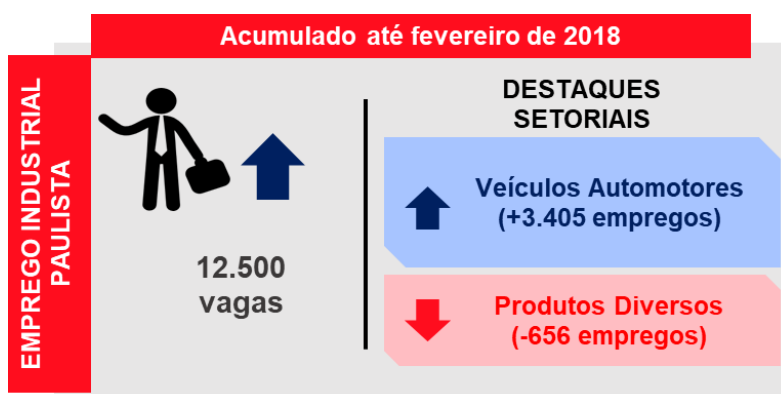 Acumulado até fevereiro de 2018
EMPREGO INDUSTRIAL
PAULISTA
12.500
vagas
DESTAQUES
SETORIAIS
Veículos Automotores
(+3.405 empregos)
Produtos Diversos
(-656 empregos)